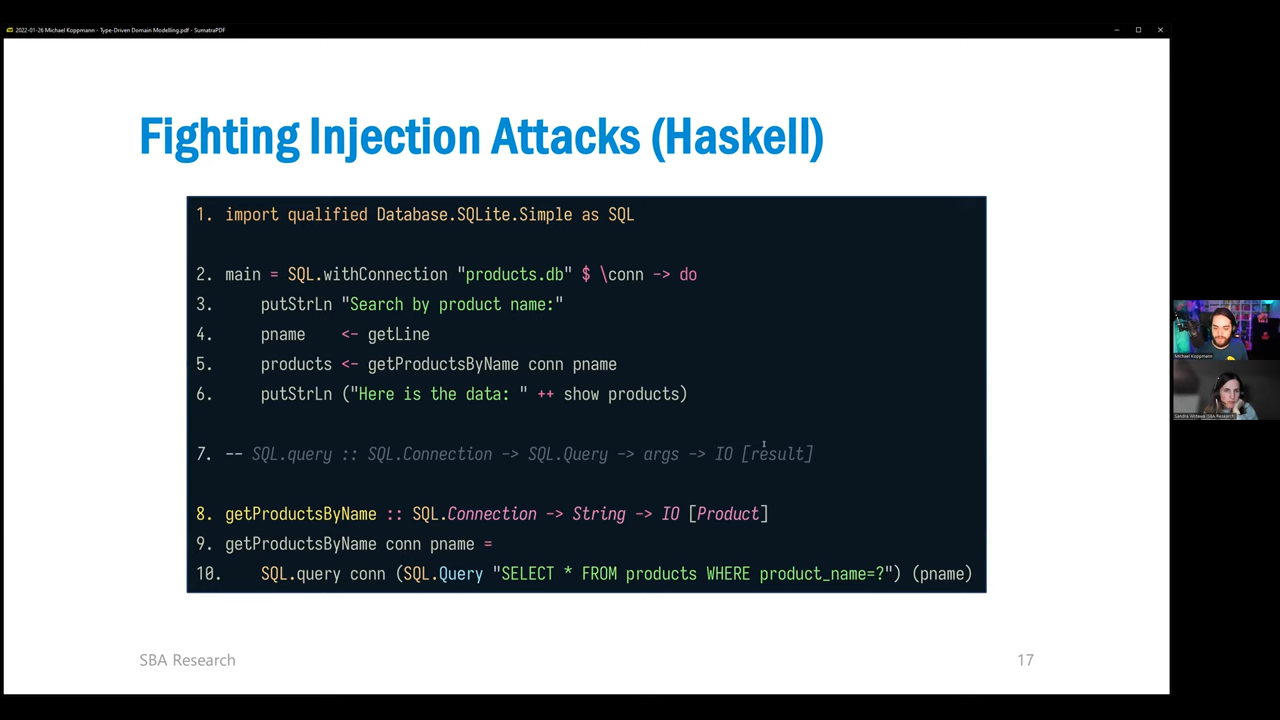 2022-01-26 Michael Koppmann - Type-Driven Domain Modelling.pdf - SumatraPDF
Fighting Injection Attacks (Haskell)
1. import qualified Database.SQLite.Simple as SQL
2. main = SQL.withConnection "products.db" $ \conn -> do
3. putStrLn "Search by product name:"
4. pname <- getLine
5. products <- getProductsByName conn pname
6. putStrLn ("Here is the data: " ++ show products)
7. -- SQL.query :: SQL.Connection -> SQL.Query -> args -> IO [result]
8. getProductsByName :: SQL.Connection -> String -> IO [Product]
9. getProductsByName conn pname =
10. SQL.query conn (SQL.Query "SELECT * FROM products WHERE product_name=?") (pname)
SBA Research
17
Michael Koppmann
(SBA Research)